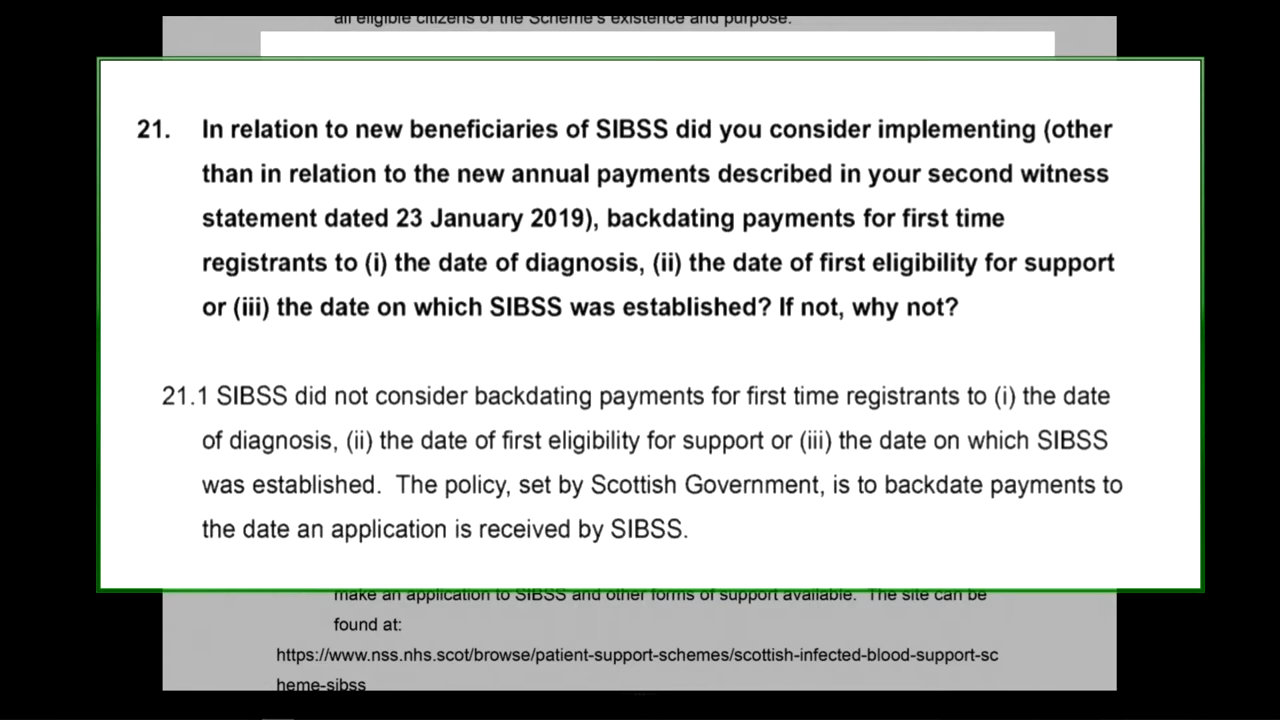 all eligible citizens of the Scheme's existence and purpose.
21. In relation to new beneficiaries of SIBSS did you consider implementing (other
than in relation to the new annual payments described in your second witness
statement dated 23 January 2019), backdating payments for first time
registrants to (i) the date of diagnosis, (ii) the date of first eligibility for support
or (iii) the date on which SIBSS was established? If not, why not?
21.1 SIBSS did not consider backdating payments for first time registrants to (i) the date
of diagnosis, (ii) the date of first eligibility for support or (iii) the date on which SIBSS
was established. The policy, set by Scottish Government, is to backdate payments to
the date an application is received by SIBSS.
make an application to SIBSS and other forms of support available. The site can be
found at:
https://www.nss.nhs.scot/browse/patient-support-schemes/scottish-infected-blood-support-sc
heme-sibss